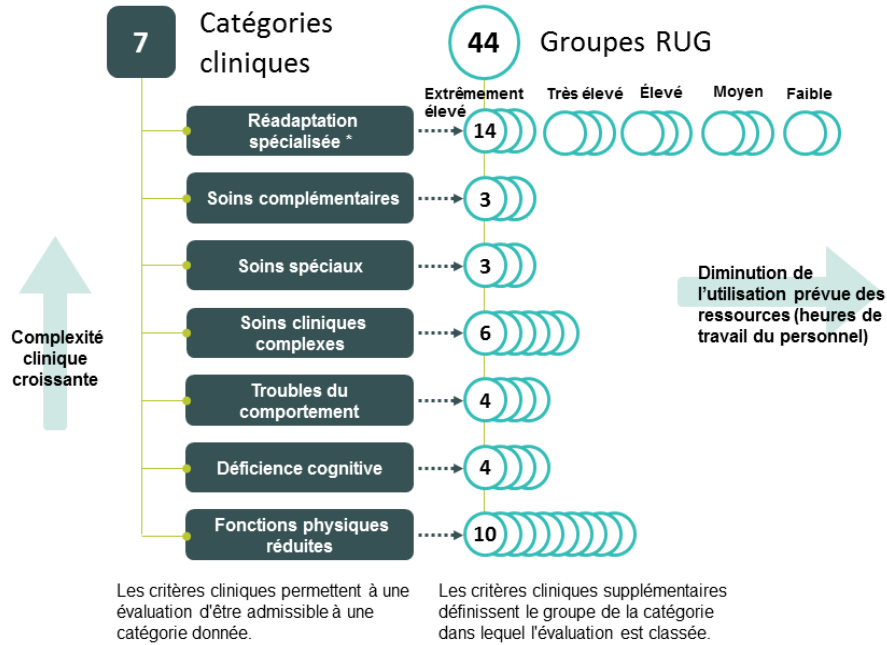 7
Catégories
cliniques
44
Groupes RUG
Extrêmement
élevé
Très élevé
Élevé
Moyen
Faible
Réadaptation
spécialisée *
14
Soins complémentaires
3
Soins spéciaux
3
Soins cliniques
complexes
6
Troubles du
comportement
4
Déficience cognitive
4
Fonctions physiques
réduites
10
Complexité
clinique
croissante
Diminution de
l'utilisation prévue des
ressources (heures de
travail du personnel)
Les critères cliniques permettent à une
évaluation d'être admissible à une
catégorie donnée.
Les critères cliniques supplémentaires
définissent le groupe de la catégorie
dans lequel l'évaluation est classée.